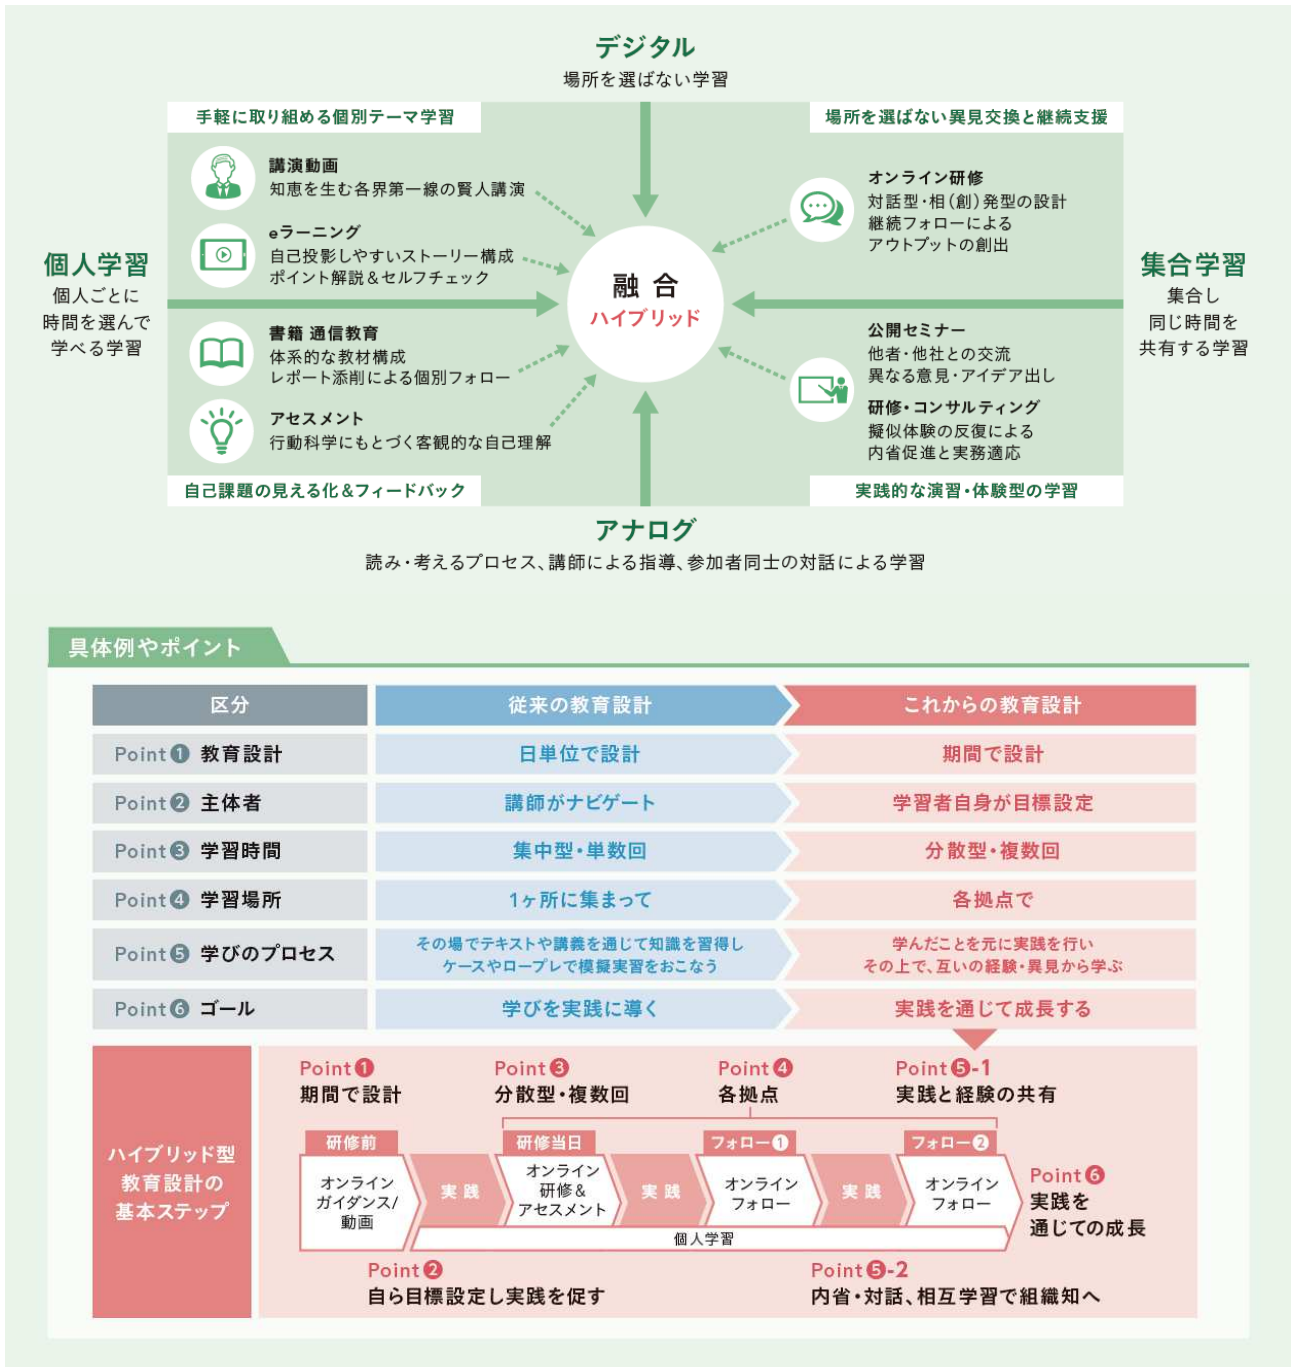 デジタル
場所を選ばない学習
手軽に取り組める個別テーマ学習
場所を選ばない異見交換と継続支援
講演動画
知恵を生む各界第一線の賢人講演
eラーニング
自己投影しやすいストーリー構成
ポイント解説&セルフチェック
オンライン研修
対話型・相(創)発型の設計
継続フォローによる
アウトプットの創出
個人学習
個人ごとに
時間を選んで
学べる学習
融合
ハイブリッド
集合学習
集合し
同じ時間を
共有する学習
書籍 通信教育
体系的な教材構成
レポート添削による個別フォロー
アセスメント
行動科学にもとづく客観的な自己理解
公開セミナー
他者・他社との交流
異なる意見・アイデア出し
研修・コンサルティング
擬似体験の反復による
内省促進と実務適応
自己課題の見える化&フィードバック
実践的な演習・体験型の学習
アナログ
読み・考えるプロセス、講師による指導、参加者同士の対話による学習
具体例やポイント
区分 従来の教育設計 これからの教育設計
Point❶ 教育設計 日単位で設計 期間で設計
Point❷ 主体者 講師がナビゲート 学習者自身が目標設定
Point❸ 学習時間 集中型・単数回 分散型・複数回
Point❹ 学習場所 1ヶ所に集まって 各拠点で
Point❺ 学びのプロセス
その場でテキストや講義を通じて知識を習得し
ケースやロープレで模擬実習をおこなう
学んだことを元に実践を行い
その上で、互いの経験・異見から学ぶ
Point❻ ゴール 学びを実践に導く 実践を通じて成長する
ハイブリッド型
教育設計の
基本ステップ
Point❶
期間で設計
Point❸
分散型・複数回
Point❹
各拠点
Point❺-1
実践と経験の共有
研修前
オンライン
ガイダンス/
動画
実践
研修当日
オンライン
研修&
アセスメント
実践
フォロー❶
オンライン
フォロー
実践
フォロー❷
オンライン
フォロー
個人学習
Point❻
実践を
通じての成長
Point❷
自ら目標設定し実践を促す
Point❺-2
内省・対話、相互学習で組織知へ